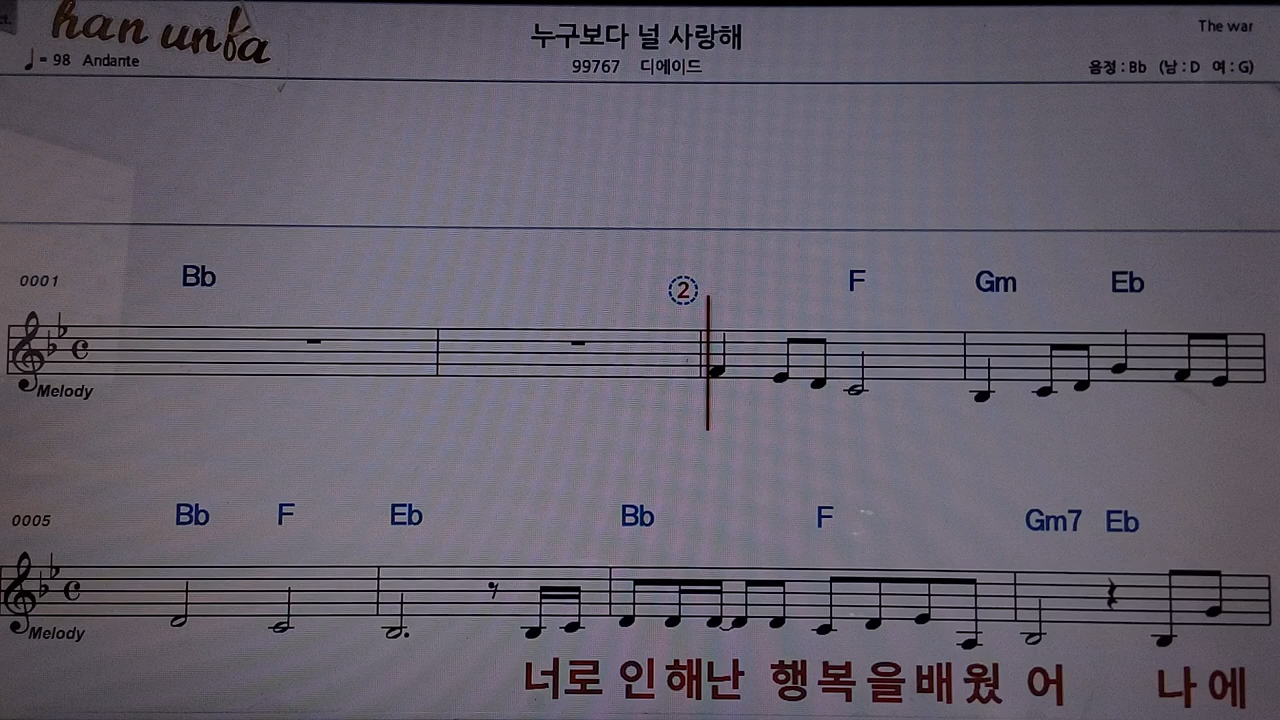 han unfa
The war
누구보다 널 사랑해
♩= 98 Andante
99767 디에이드
음정 : Bb (남 : D 여 : G)
0001
Bb
②
F Gm Eb
Melody
0005
Bb F Eb Bb F Gm7 Eb
Melody
너로 인해난 행복을배웠 어 나에